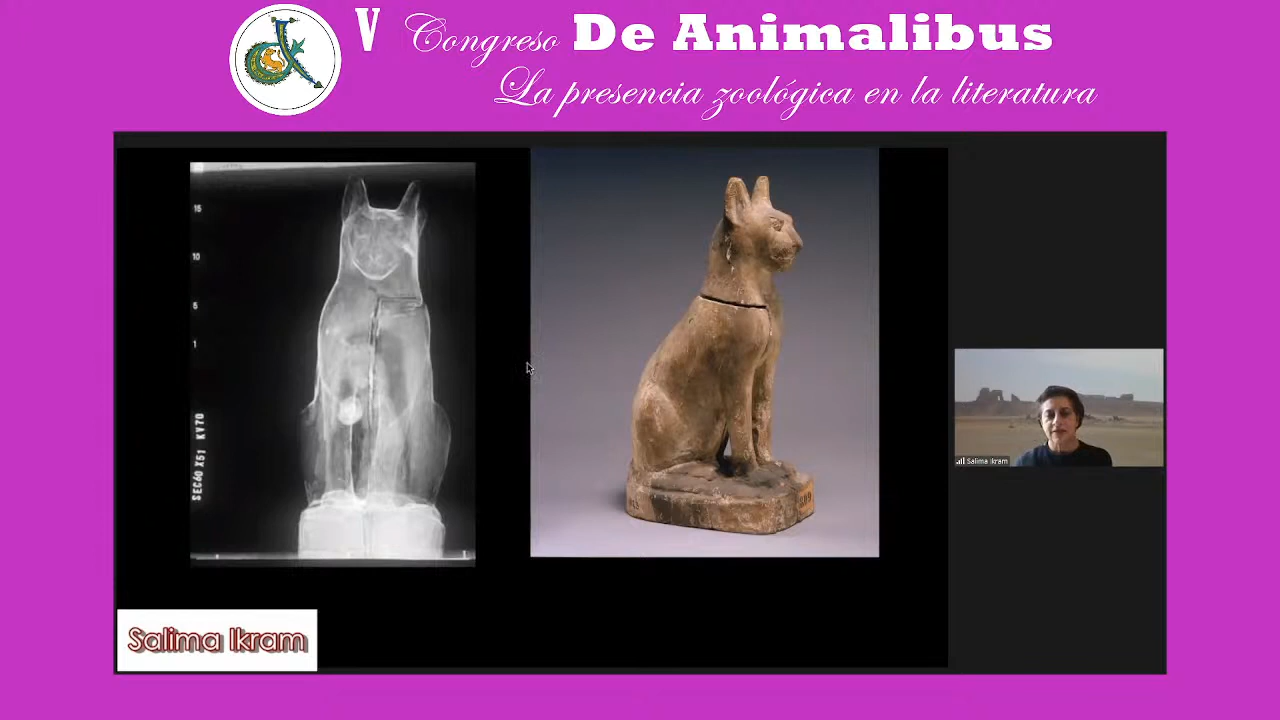 V Congreso De Animalibus
La presencia zoológica en la literatura
15
10
5
1
SEC60 X51 KV70
Salima Ikram
Salima Ikram